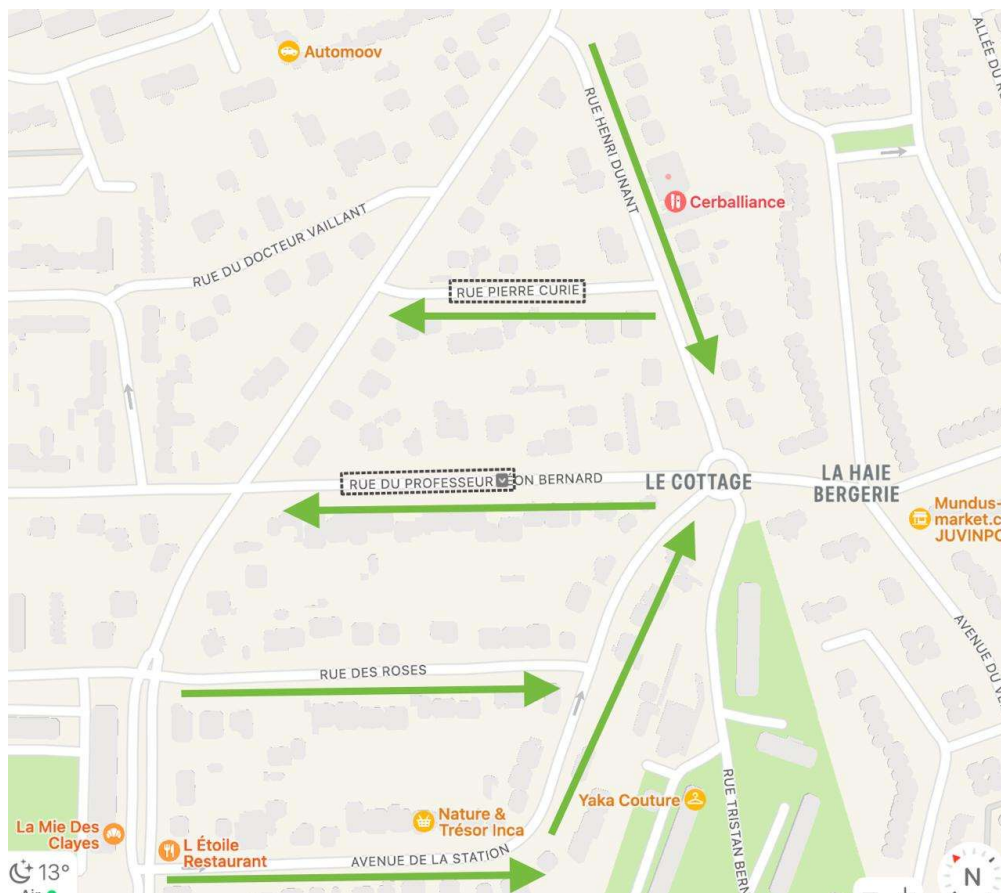 Automoov
ALLÉE DU
RUE HENRI DUNANT
Cerballiance
RUE DU DOCTEUR VAILLANT
RUE PIERRE CURIE
RUE DU PROFESSEUR ON BERNARD
LE COTTAGE
LA HAIE
BERGERIE
Mundus-
market.c
JUVINPO
AVENUE DU V
RUE DES ROSES
Yaka Couture
RUE TRISTAN BERN
Nature &
Trésor Inca
La Mie Des
Clayes
L Étoile
Restaurant
AVENUE DE LA STATION
13°
N